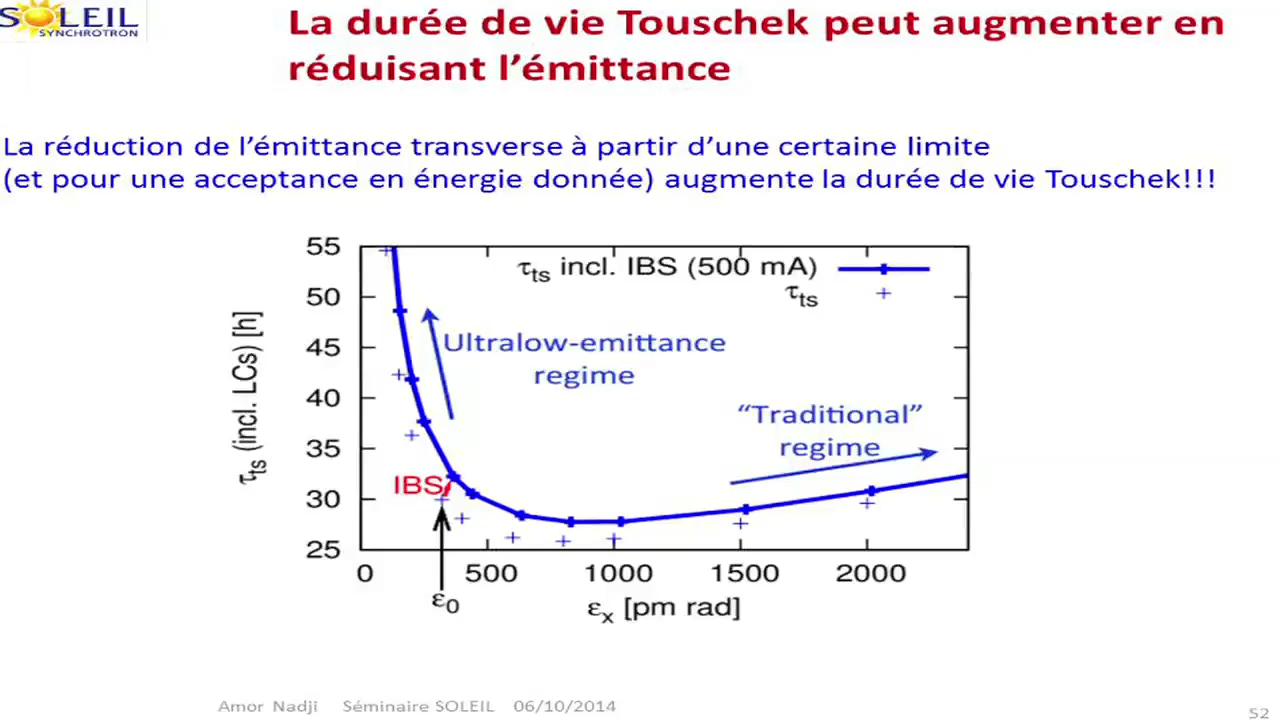 SOLEIL
SYNCHROTRON
La durée de vie Touschek peut augmenter en
réduisant l’émittance
La réduction de l’émittance transverse à partir d’une certaine limite
(et pour une acceptance en énergie donnée) augmente la durée de vie Touschek!!!
τts (incl. LCs) [h]
55
50
45
40
35
30
25
τts incl. IBS (500 mA)
τts
Ultralow-emittance
regime
“Traditional”
regime
IBS
0
500
1000
1500
2000
ε0
εx [pm rad]
Amor Nadji Séminaire SOLEIL 06/10/2014
52